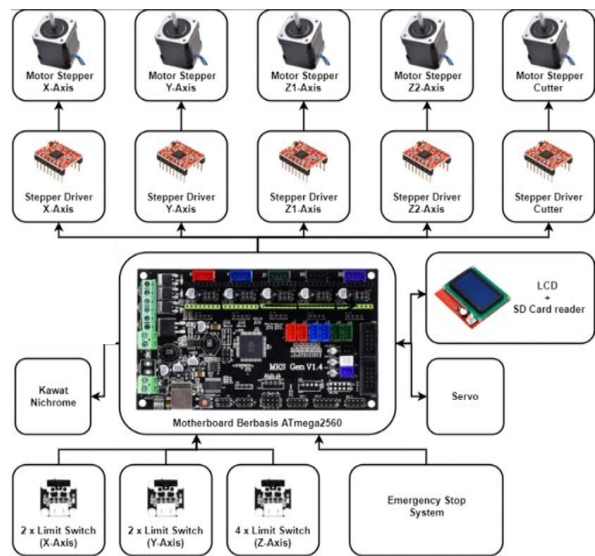 Motor Stepper
X-Axis
Motor Stepper
Y-Axis
Motor Stepper
Z1-Axis
Motor Stepper
Z2-Axis
Motor Stepper
Cutter
Stepper Driver
X-Axis
Stepper Driver
Y-Axis
Stepper Driver
Z1-Axis
Stepper Driver
Z2-Axis
Stepper Driver
Cutter
LCD
+
SD Card reader
MKS Gen V1.4
Kawat
Nichrome
Servo
Motherboard Berbasis ATmega2560
2 x Limit Switch
(X-Axis)
2 x Limit Switch
(Y-Axis)
4 x Limit Switch
(Z-Axis)
Emergency Stop
System